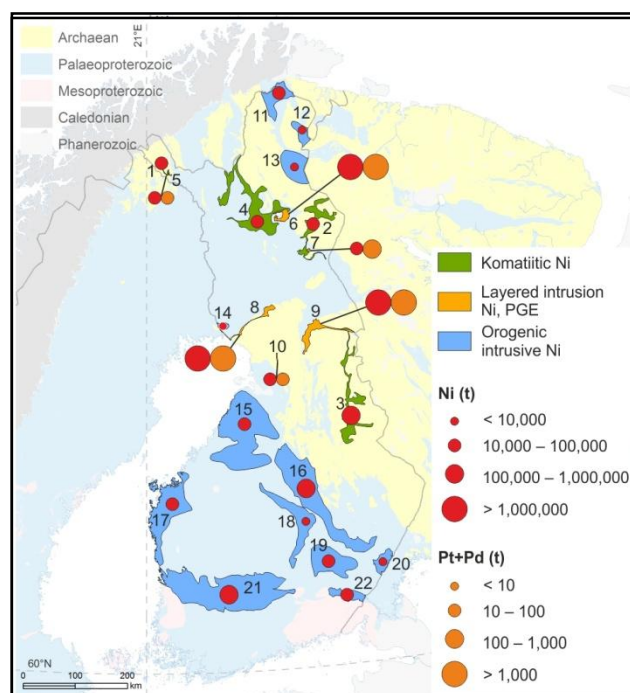 21°E
Archaean
Palaeoproterozoic
Mesoproterozoic
Caledonian
Phanerozoic
11
12
13
1
5
4
6
2
7
14
8
9
10
3
15
16
17
18
19
20
21
22
Komatiitic Ni
Layered intrusion
Ni, PGE
Orogenic
intrusive Ni
Ni (t)
< 10,000
10,000 – 100,000
100,000 – 1,000,000
> 1,000,000
Pt+Pd (t)
< 10
10 – 100
100 – 1,000
> 1,000
60°N
0 50 100 200
km